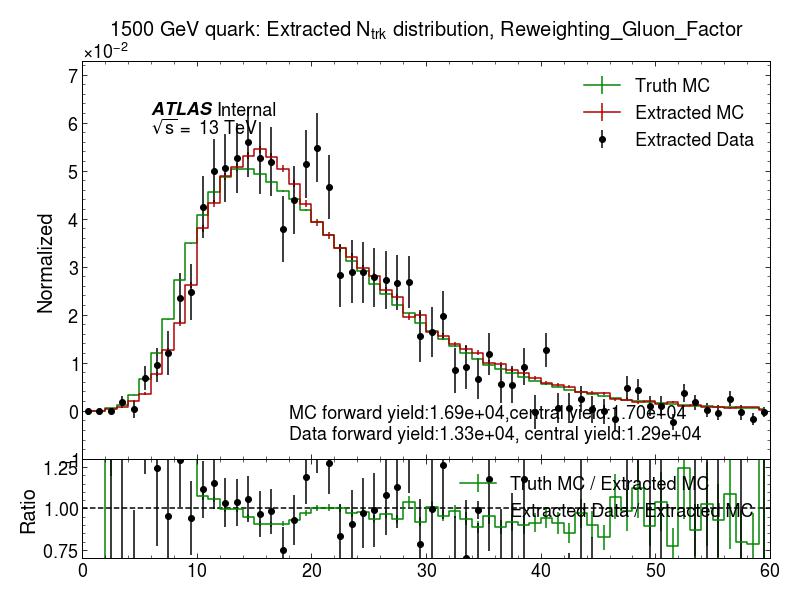 1500 GeV quark: Extracted N_trk distribution, Reweighting_Gluon_Factor
×10⁻²
7
6
5
4
3
2
1
0
1
Normalized
ATLAS Internal
√s = 13 TeV
Truth MC
Extracted MC
Extracted Data
MC forward yield:1.69e+04,central yield:1.70e+04
Data forward yield:1.33e+04, central yield:1.29e+04
1.25
1.00
0.75
Ratio
Truth MC / Extracted MC
Extracted Data / Extracted MC
0 10 20 30 40 50 60